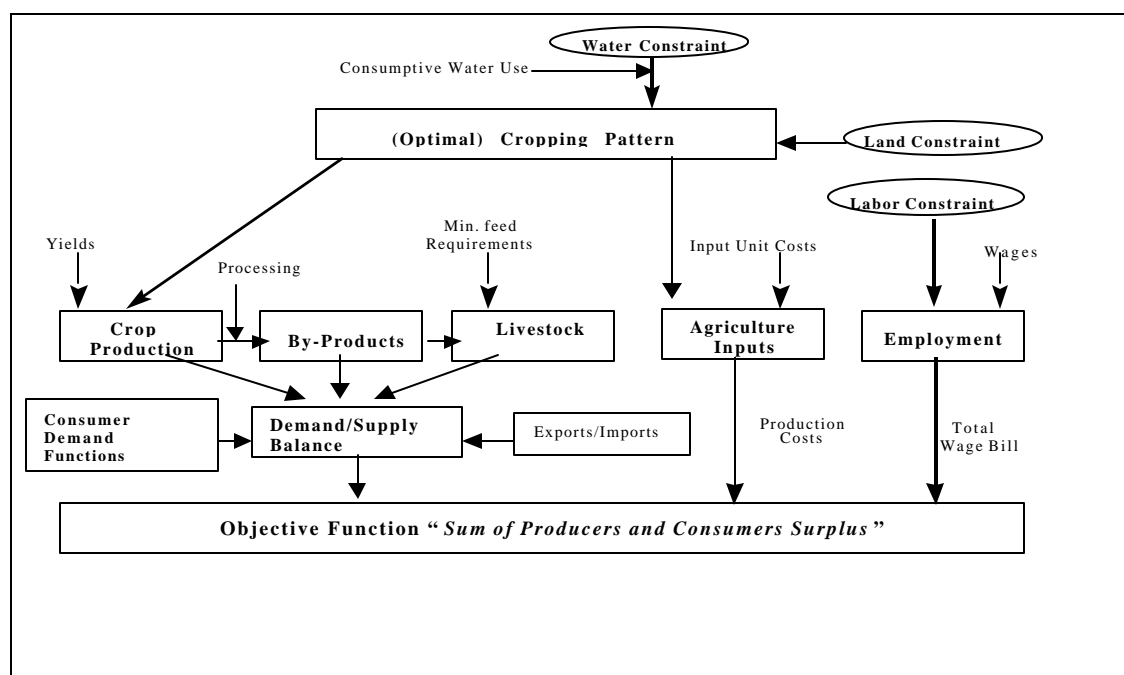 Water Constraint
Consumptive Water Use
(Optimal) Cropping Pattern
Land Constraint
Labor Constraint
Yields
Min. feed
Requirements
Input Unit Costs
Wages
Processing
Crop
Production
By-Products
Livestock
Agriculture
Inputs
Employment
Consumer
Demand
Functions
Demand/Supply
Balance
Exports/Imports
Production
Costs
Total
Wage Bill
Objective Function “Sum of Producers and Consumers Surplus”